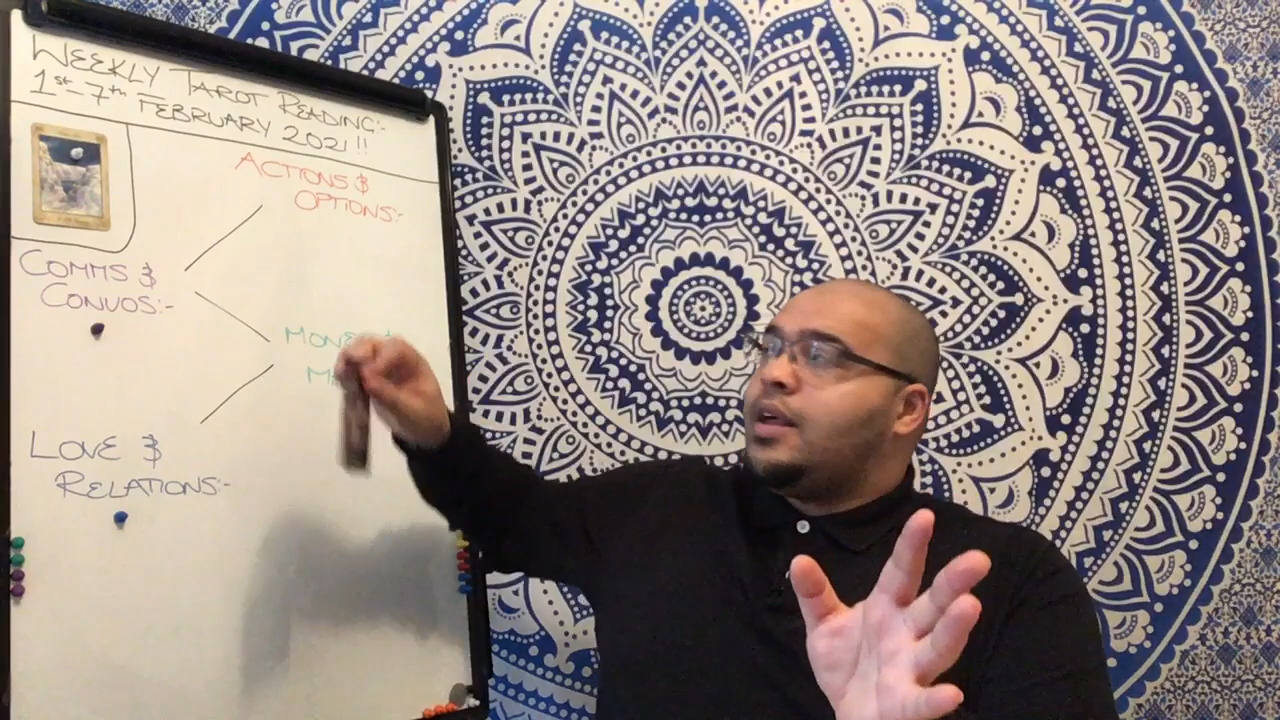 WEEKLY TAROT READING:-
1ST-7TH FEBRUARY 2021!!
ACTIONS &
OPTIONS:-
COMMS &
CONVOS:-
LOVE &
RELATIONS:-